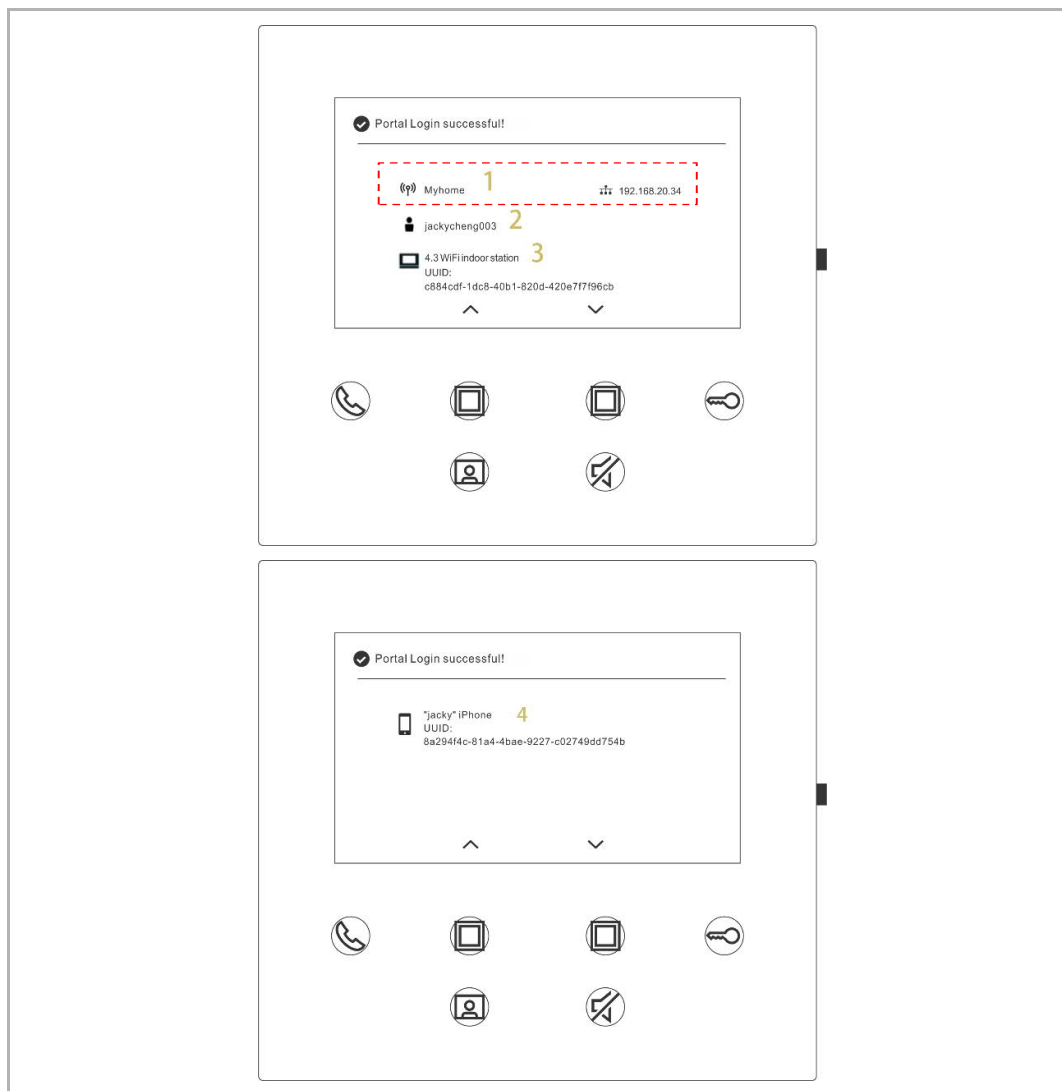 Portal Login successful!
Myhome 1 192.168.20.34
jackycheng003 2
4.3 WiFi indoor station 3
UUID:
c884cdf-1dc8-40b1-820d-420e7f7f96cb
Portal Login successful!
"jacky" iPhone 4
UUID:
8a294f4c-81a4-4bae-9227-c02749dd754b